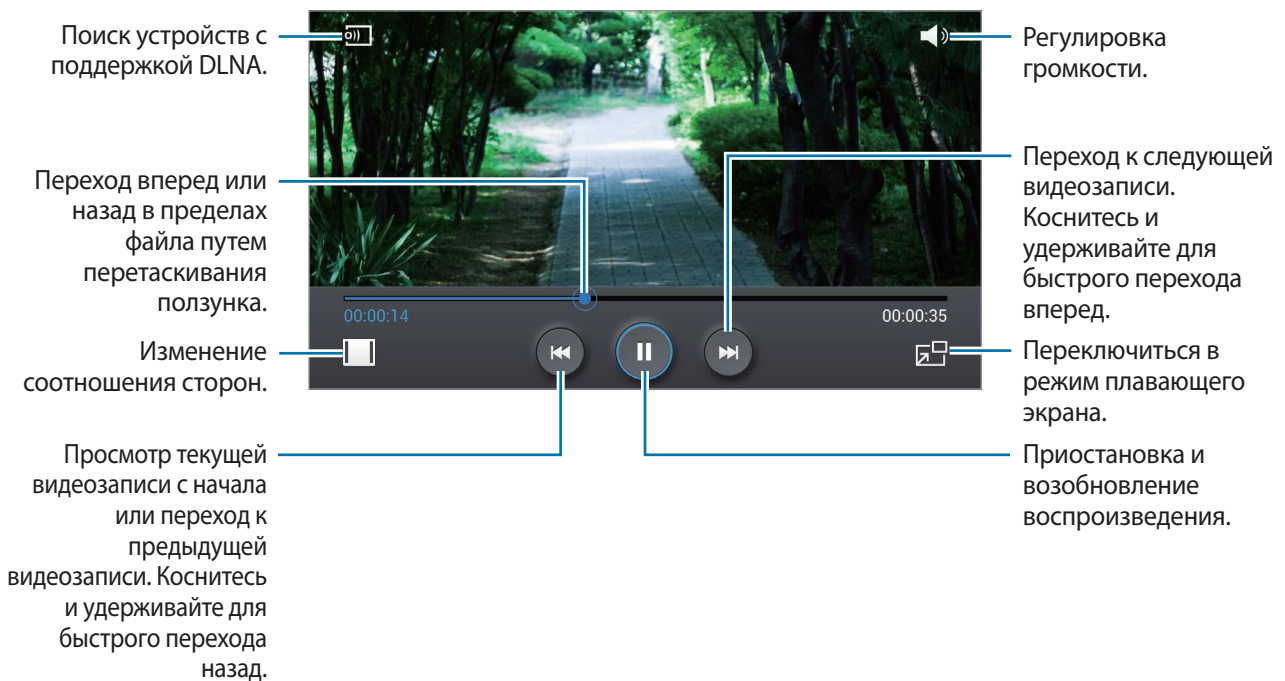 Поиск устройств с
поддержкой DLNA.
Регулировка
громкости.
Переход вперед или
назад в пределах
файла путем
перетаскивания
ползунка.
Переход к следующей
видеозаписи.
Коснитесь и
удерживайте для
быстрого перехода
вперед.
00:00:14
00:00:35
Изменение
соотношения сторон.
Переключиться в
режим плавающего
экрана.
Просмотр текущей
видеозаписи с начала
или переход к
предыдущей
видеозаписи. Коснитесь
и удерживайте для
быстрого перехода
назад.
Приостановка и
возобновление
воспроизведения.